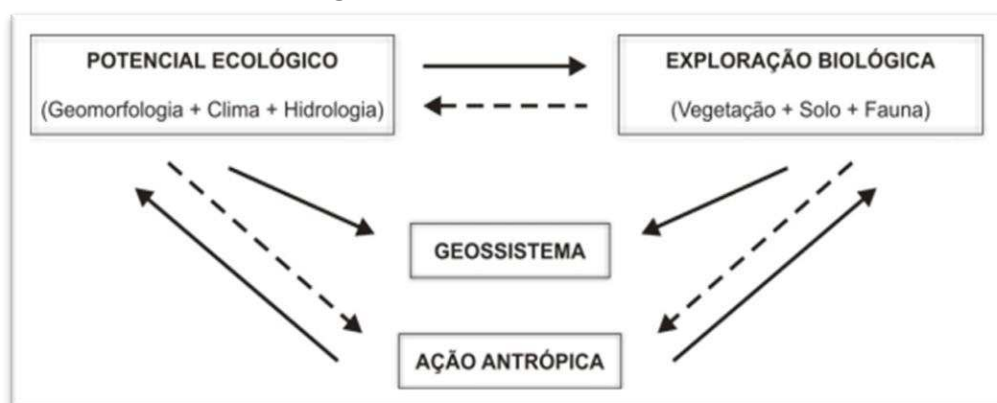 POTENCIAL ECOLÓGICO
(Geomorfologia + Clima + Hidrologia)
EXPLORAÇÃO BIOLÓGICA
(Vegetação + Solo + Fauna)
GEOSSISTEMA
AÇÃO ANTRÓPICA